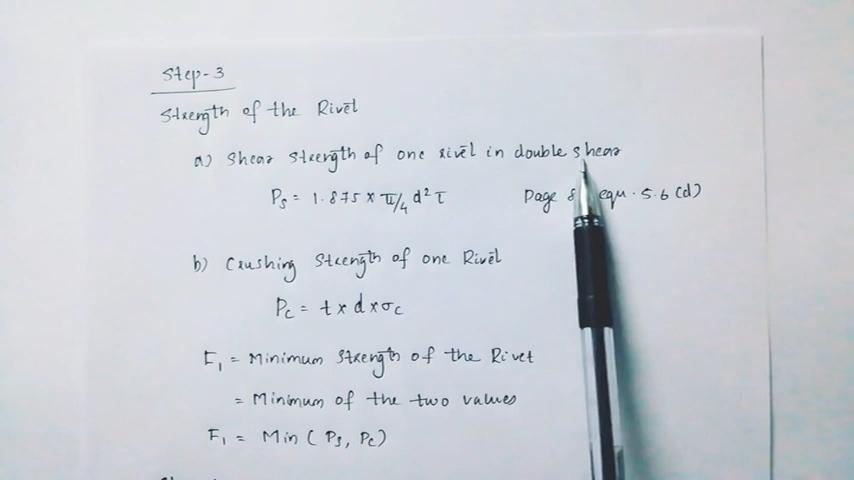 Step-3
Strength of the Rivet
a) Shear Strength of one rivet in double shear
Ps = 1.875 x π/4 d² τ Page 8 equ. 5.6 (d)
b) Crushing Strength of one Rivet
Pc = t x d x σc
F1 = Minimum Strength of the Rivet
= Minimum of the two values
F1 = Min ( Ps, Pc)